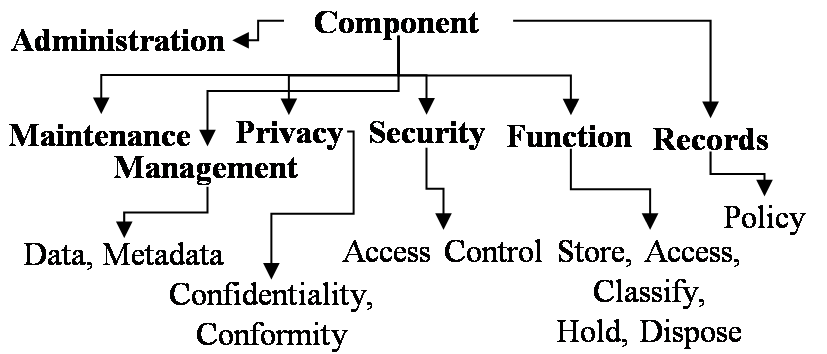 Component
Administration
Maintenance Privacy Security Function Records
Management
Policy
Data, Metadata Access Control Store, Access,
Confidentiality, Classify,
Conformity Hold, Dispose